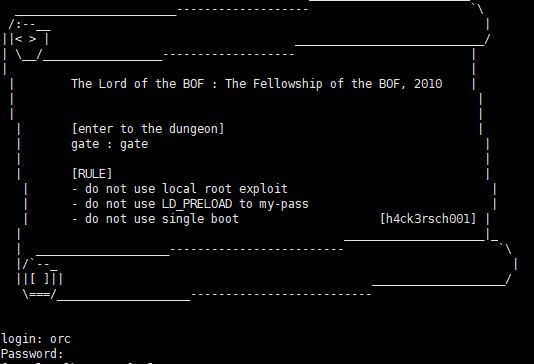 The Lord of the BOF : The Fellowship of the BOF, 2010
[enter to the dungeon]
gate : gate
[RULE]
- do not use local root exploit
- do not use LD_PRELOAD to my-pass
- do not use single boot [h4ck3rsch001]
login: orc
Password: